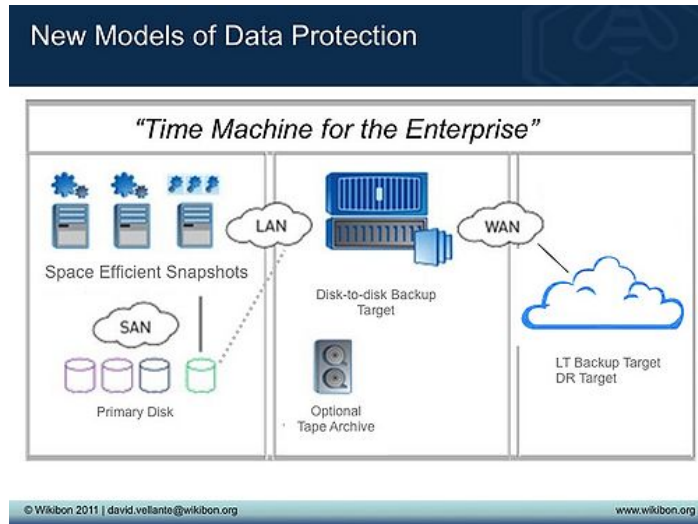 New Models of Data Protection
“Time Machine for the Enterprise”
LAN
WAN
Space Efficient Snapshots
SAN
Primary Disk
Disk-to-disk Backup
Target
Optional
Tape Archive
LT Backup Target
DR Target
© Wikibon 2011 | david.vellante@wikibon.org
www.wikibon.org